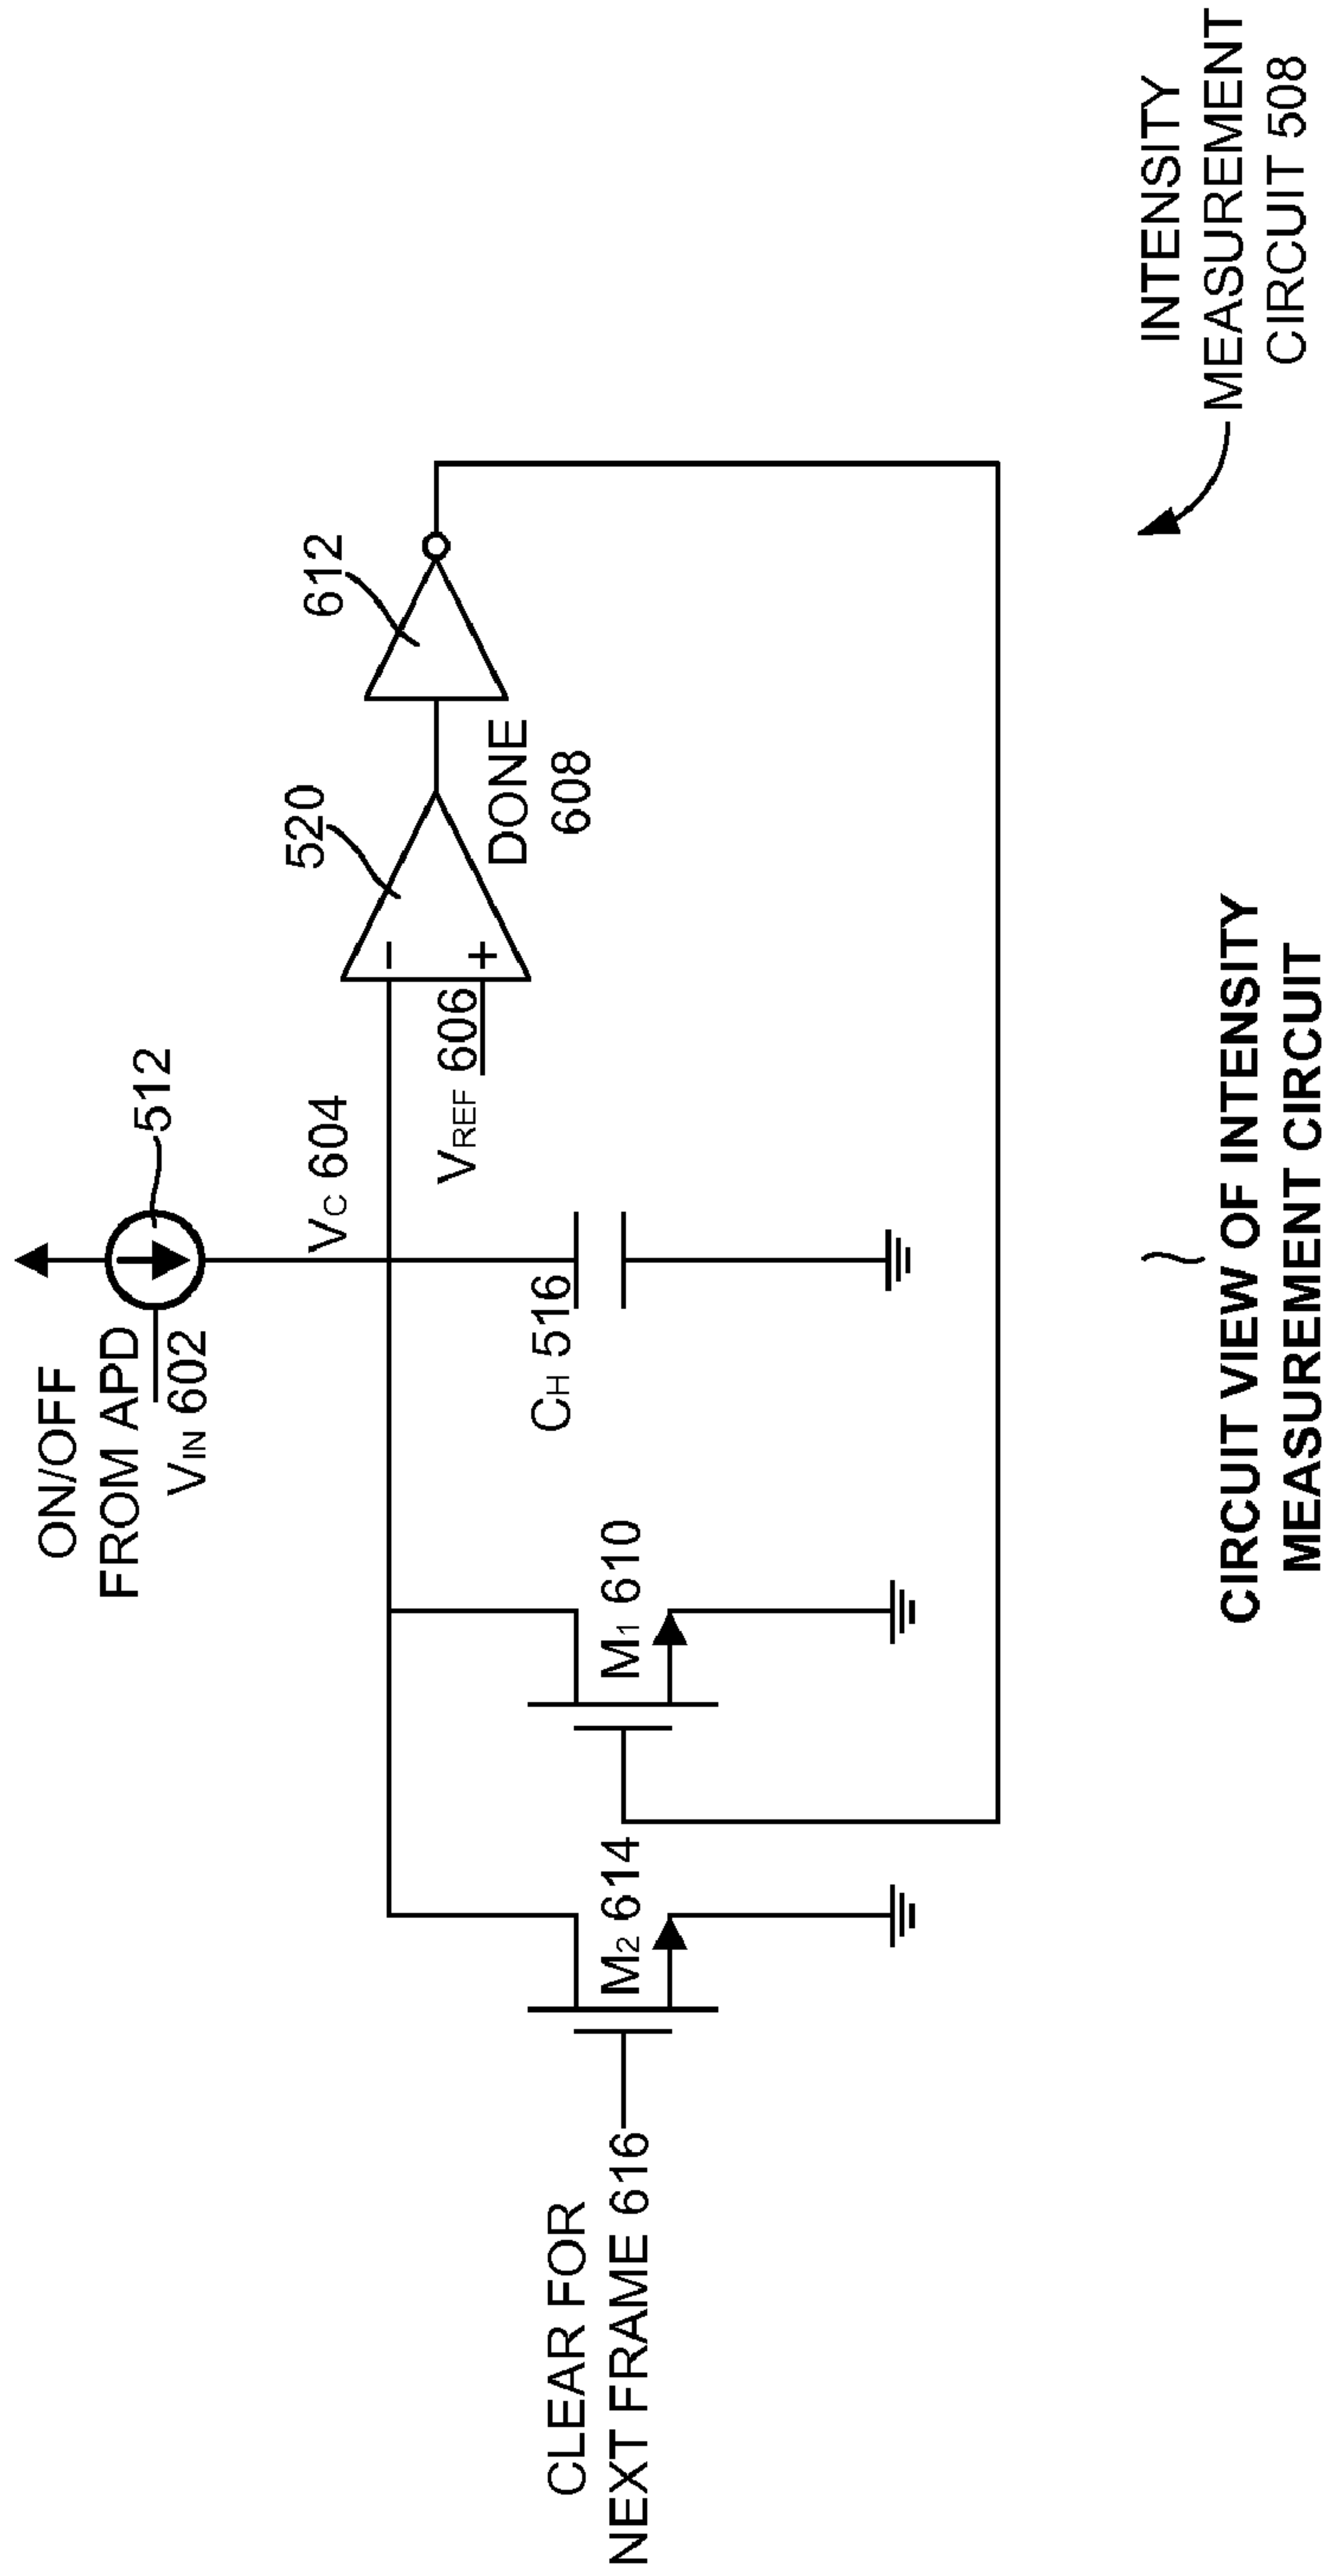 ON/OFF
FROM APD
VIN 602
512
VC 604
VREF 606
520
612
DONE
608
CH 516
M1 610
M2 614
CLEAR FOR
NEXT FRAME 616
INTENSITY
MEASUREMENT
CIRCUIT 508
CIRCUIT VIEW OF INTENSITY
MEASUREMENT CIRCUIT